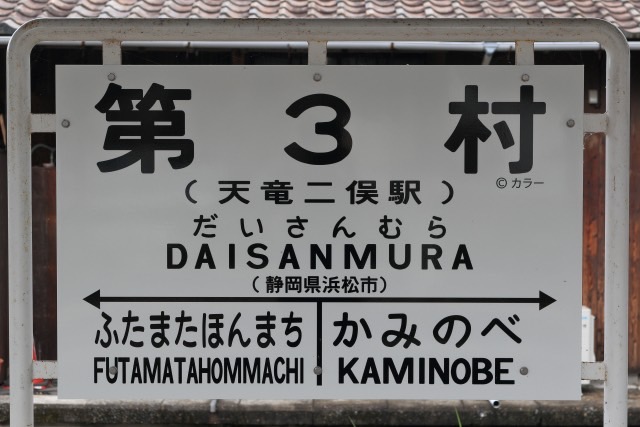 第3村
© カラー
(天竜二俣駅)
だいさんむら
DAISANMURA
(静岡県浜松市)
ふたまたほんまち かみのべ
FUTAMATAHOMMACHI KAMINOBE